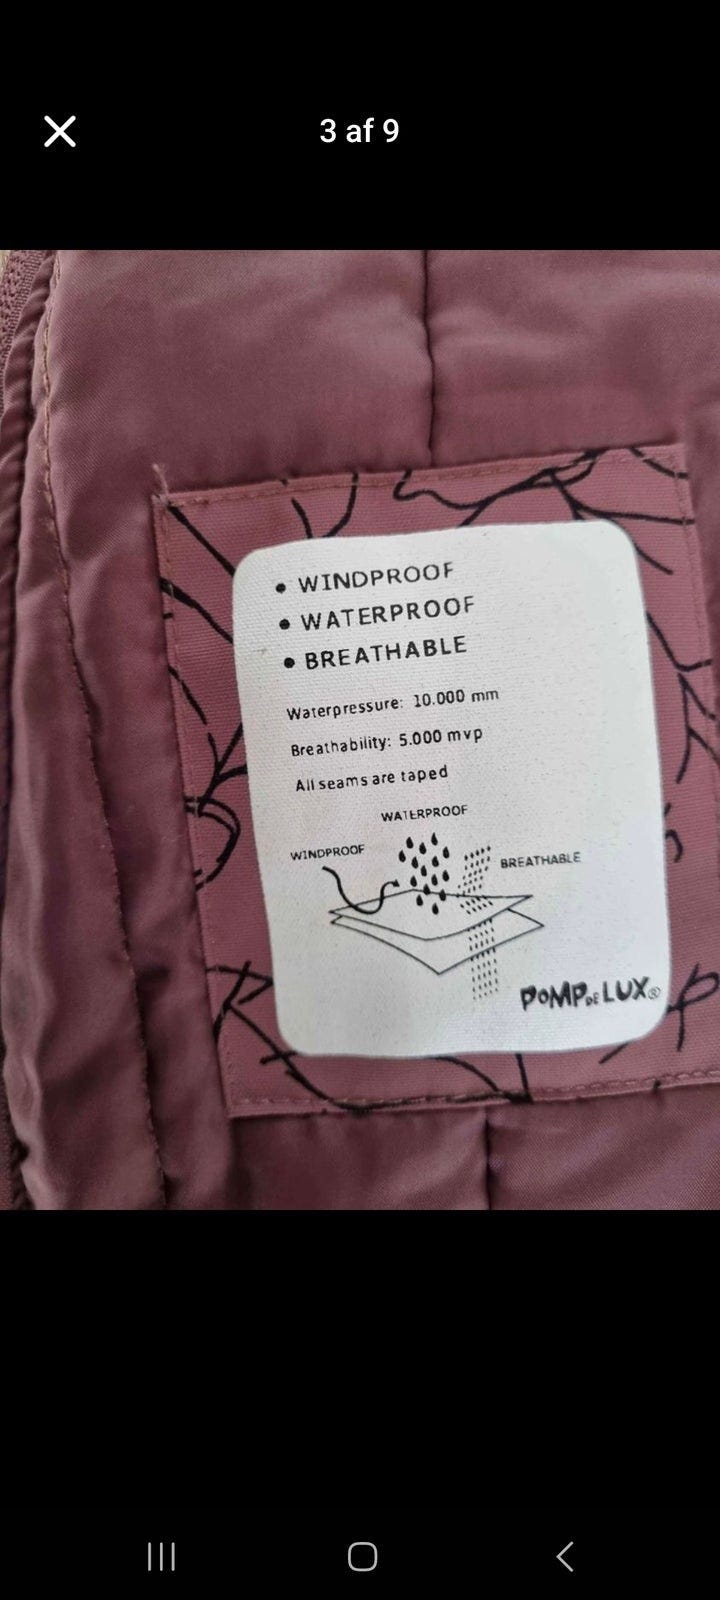 3 af 9
• WINDPROOF
• WATERPROOF
• BREATHABLE
Waterpressure: 10.000 mm
Breathability: 5.000 mvp
All seams are taped
WATERPROOF
WINDPROOF
BREATHABLE
POMP DE LUX®